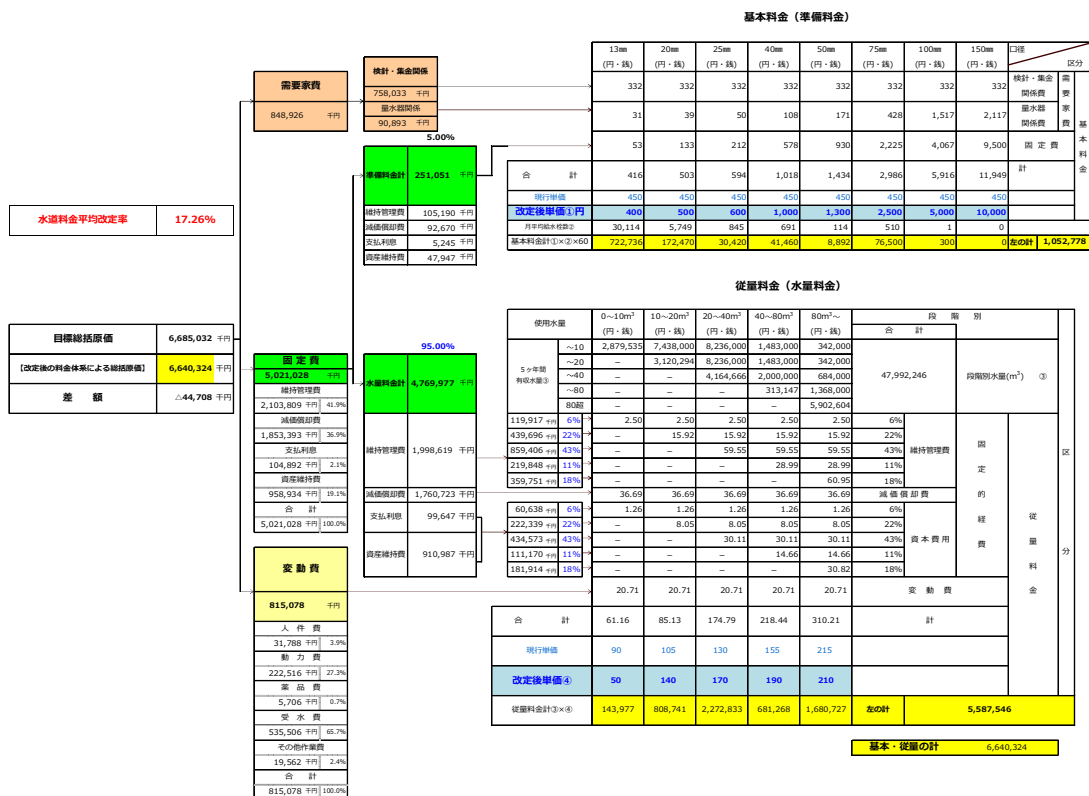 基本料金（準備料金）
13㎜ 20㎜ 25㎜ 40㎜ 50㎜ 75㎜ 100㎜ 150㎜ 口径
(円・銭) (円・銭) (円・銭) (円・銭) (円・銭) (円・銭) (円・銭) (円・銭) 区分
332 332 332 332 332 332 332 332 検針・集金関係費 需要家費 基本料金
31 39 50 108 171 428 1,517 2,117 量水器関係費
53 133 212 578 930 2,225 4,067 9,500 固定費
合計 416 503 594 1,018 1,434 2,986 5,916 11,949 計
現行単価 450 450 450 450 450 450 450 450
改定後単価①円 400 500 600 1,000 1,300 2,500 5,000 10,000
月平均給水栓数② 30,114 5,749 845 691 114 510 1 0
基本料金計①×②×60 722,736 172,470 30,420 41,460 8,892 76,500 300 0 左の計 1,052,778
需要家費
848,926 千円
検針・集金関係
758,033 千円
量水器関係
90,893 千円
5.00%
準備料金計 251,051 千円
維持管理費 105,190 千円
減価償却費 92,670 千円
支払利息 5,245 千円
資産維持費 47,947 千円
水道料金平均改定率 17.26%
目標総括原価 6,685,032 千円
【改定後の料金体系による総括原価】 6,640,324 千円
差額 △44,708 千円
固定費
5,021,028 千円
維持管理費
2,103,809 千円 41.9%
減価償却費
1,853,393 千円 36.9%
支払利息
104,892 千円 2.1%
資産維持費
958,934 千円 19.1%
合計
5,021,028 千円 100.0%
変動費
815,078 千円
人件費
31,788 千円 3.9%
動力費
222,516 千円 27.3%
薬品費
5,706 千円 0.7%
受水費
535,506 千円 65.7%
その他作業費
19,562 千円 2.4%
合計
815,078 千円 100.0%
95.00%
水量料金計 4,769,977 千円
維持管理費 1,998,619 千円
減価償却費 1,760,723 千円
支払利息 99,647 千円
資産維持費 910,987 千円
従量料金（水量料金）
使用水量 0～10m³ 10～20m³ 20～40m³ 40～80m³ 80m³～ 段階別
(円・銭) (円・銭) (円・銭) (円・銭) (円・銭) 合計
5ヶ年間有収水量③
～10 2,879,535 7,438,000 8,236,000 1,483,000 342,000
～20 － 3,120,294 8,236,000 1,483,000 342,000
～40 － － 4,164,666 2,000,000 684,000 47,992,246 段階別水量(m³) ③
～80 － － － 313,147 1,368,000
80超 － － － － 5,902,604
119,917 千円 6% 2.50 2.50 2.50 2.50 2.50 6%
439,696 千円 22% － 15.92 15.92 15.92 15.92 22%
859,406 千円 43% － － 59.55 59.55 59.55 43% 維持管理費
219,848 千円 11% － － － 28.99 28.99 11%
359,751 千円 18% － － － － 60.95 18%
36.69 36.69 36.69 36.69 36.69 減価償却費
60,638 千円 6% 1.26 1.26 1.26 1.26 1.26 6%
222,339 千円 22% － 8.05 8.05 8.05 8.05 22%
434,573 千円 43% － － 30.11 30.11 30.11 43% 資本費用
111,170 千円 11% － － － 14.66 14.66 11%
181,914 千円 18% － － － － 30.82 18%
固定的経費
従量料金
区分
20.71 20.71 20.71 20.71 20.71 変動費
合計 61.16 85.13 174.79 218.44 310.21 計
現行単価 90 105 130 155 215
改定後単価④ 50 140 170 190 210
従量料金計③×④ 143,977 808,741 2,272,833 681,268 1,680,727 左の計 5,587,546
基本・従量の計 6,640,324